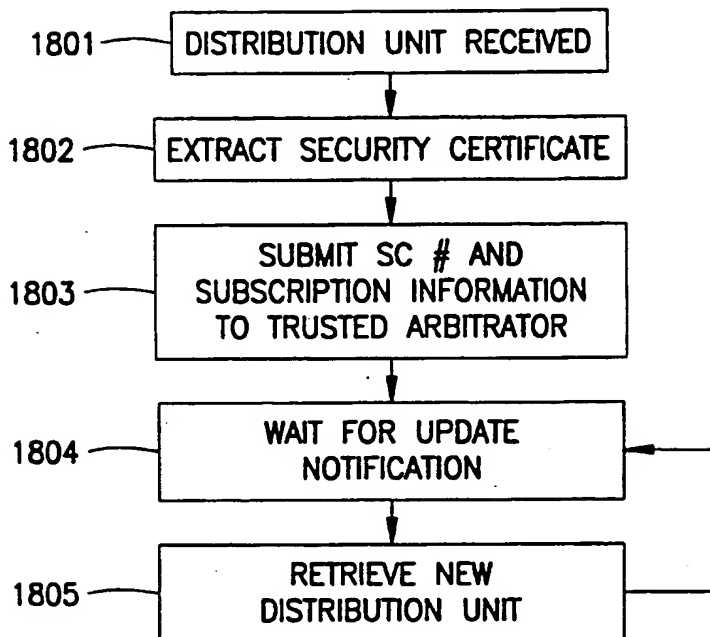 1801 DISTRIBUTION UNIT RECEIVED
1802 EXTRACT SECURITY CERTIFICATE
1803 SUBMIT SC # AND
SUBSCRIPTION INFORMATION
TO TRUSTED ARBITRATOR
1804 WAIT FOR UPDATE
NOTIFICATION
1805 RETRIEVE NEW
DISTRIBUTION UNIT